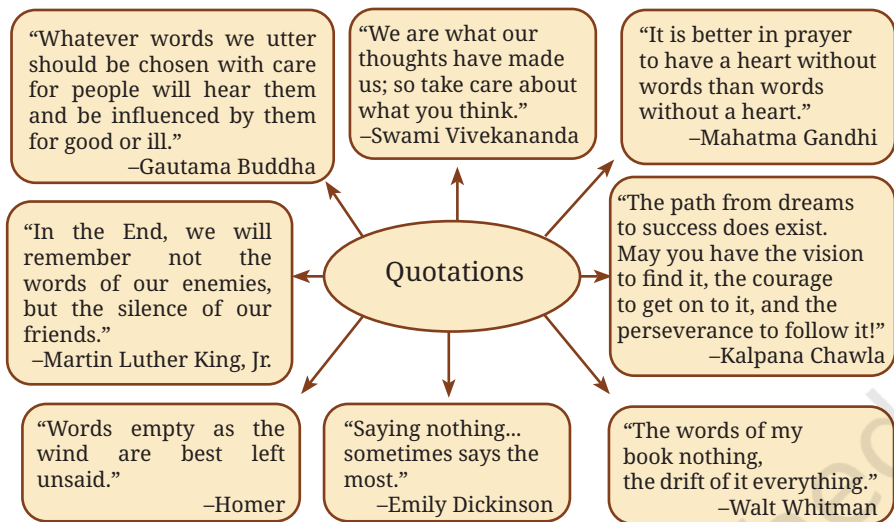 “Whatever words we utter
should be chosen with care
for people will hear them
and be influenced by them
for good or ill.”
–Gautama Buddha
“We are what our
thoughts have made
us; so take care about
what you think.”
–Swami Vivekananda
“It is better in prayer
to have a heart without
words than words
without a heart.”
–Mahatma Gandhi
“In the End, we will
remember not the
words of our enemies,
but the silence of our
friends.”
–Martin Luther King, Jr.
Quotations
“The path from dreams
to success does exist.
May you have the vision
to find it, the courage
to get on to it, and the
perseverance to follow it!”
–Kalpana Chawla
“Words empty as the
wind are best left
unsaid.”
–Homer
“Saying nothing...
sometimes says the
most.”
–Emily Dickinson
“The words of my
book nothing,
the drift of it everything.”
–Walt Whitman